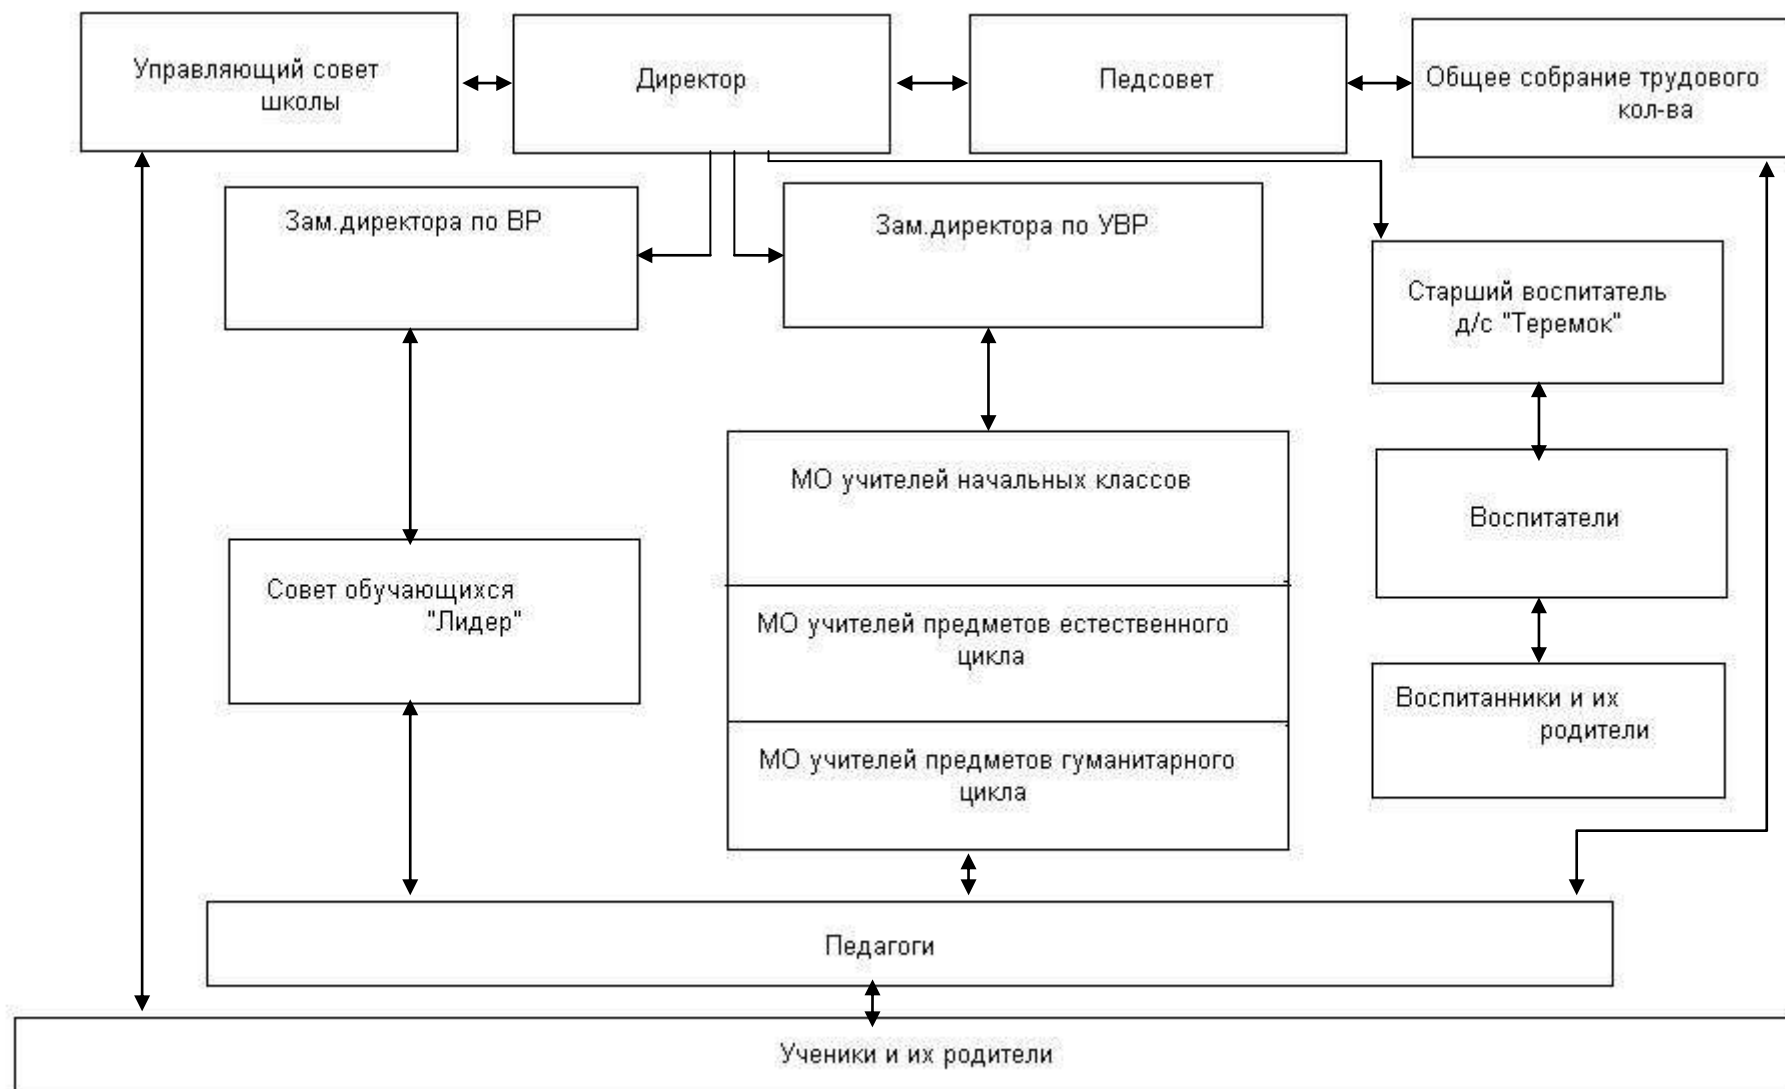 Управляющий совет
школы
Директор
Педсовет
Общее собрание трудового
кол-ва
Зам.директора по ВР
Зам.директора по УВР
Старший воспитатель
д/с "Теремок"
МО учителей начальных классов
Воспитатели
Совет обучающихся
"Лидер"
МО учителей предметов естественного
цикла
Воспитанники и их
родители
МО учителей предметов гуманитарного
цикла
Педагоги
Ученики и их родители